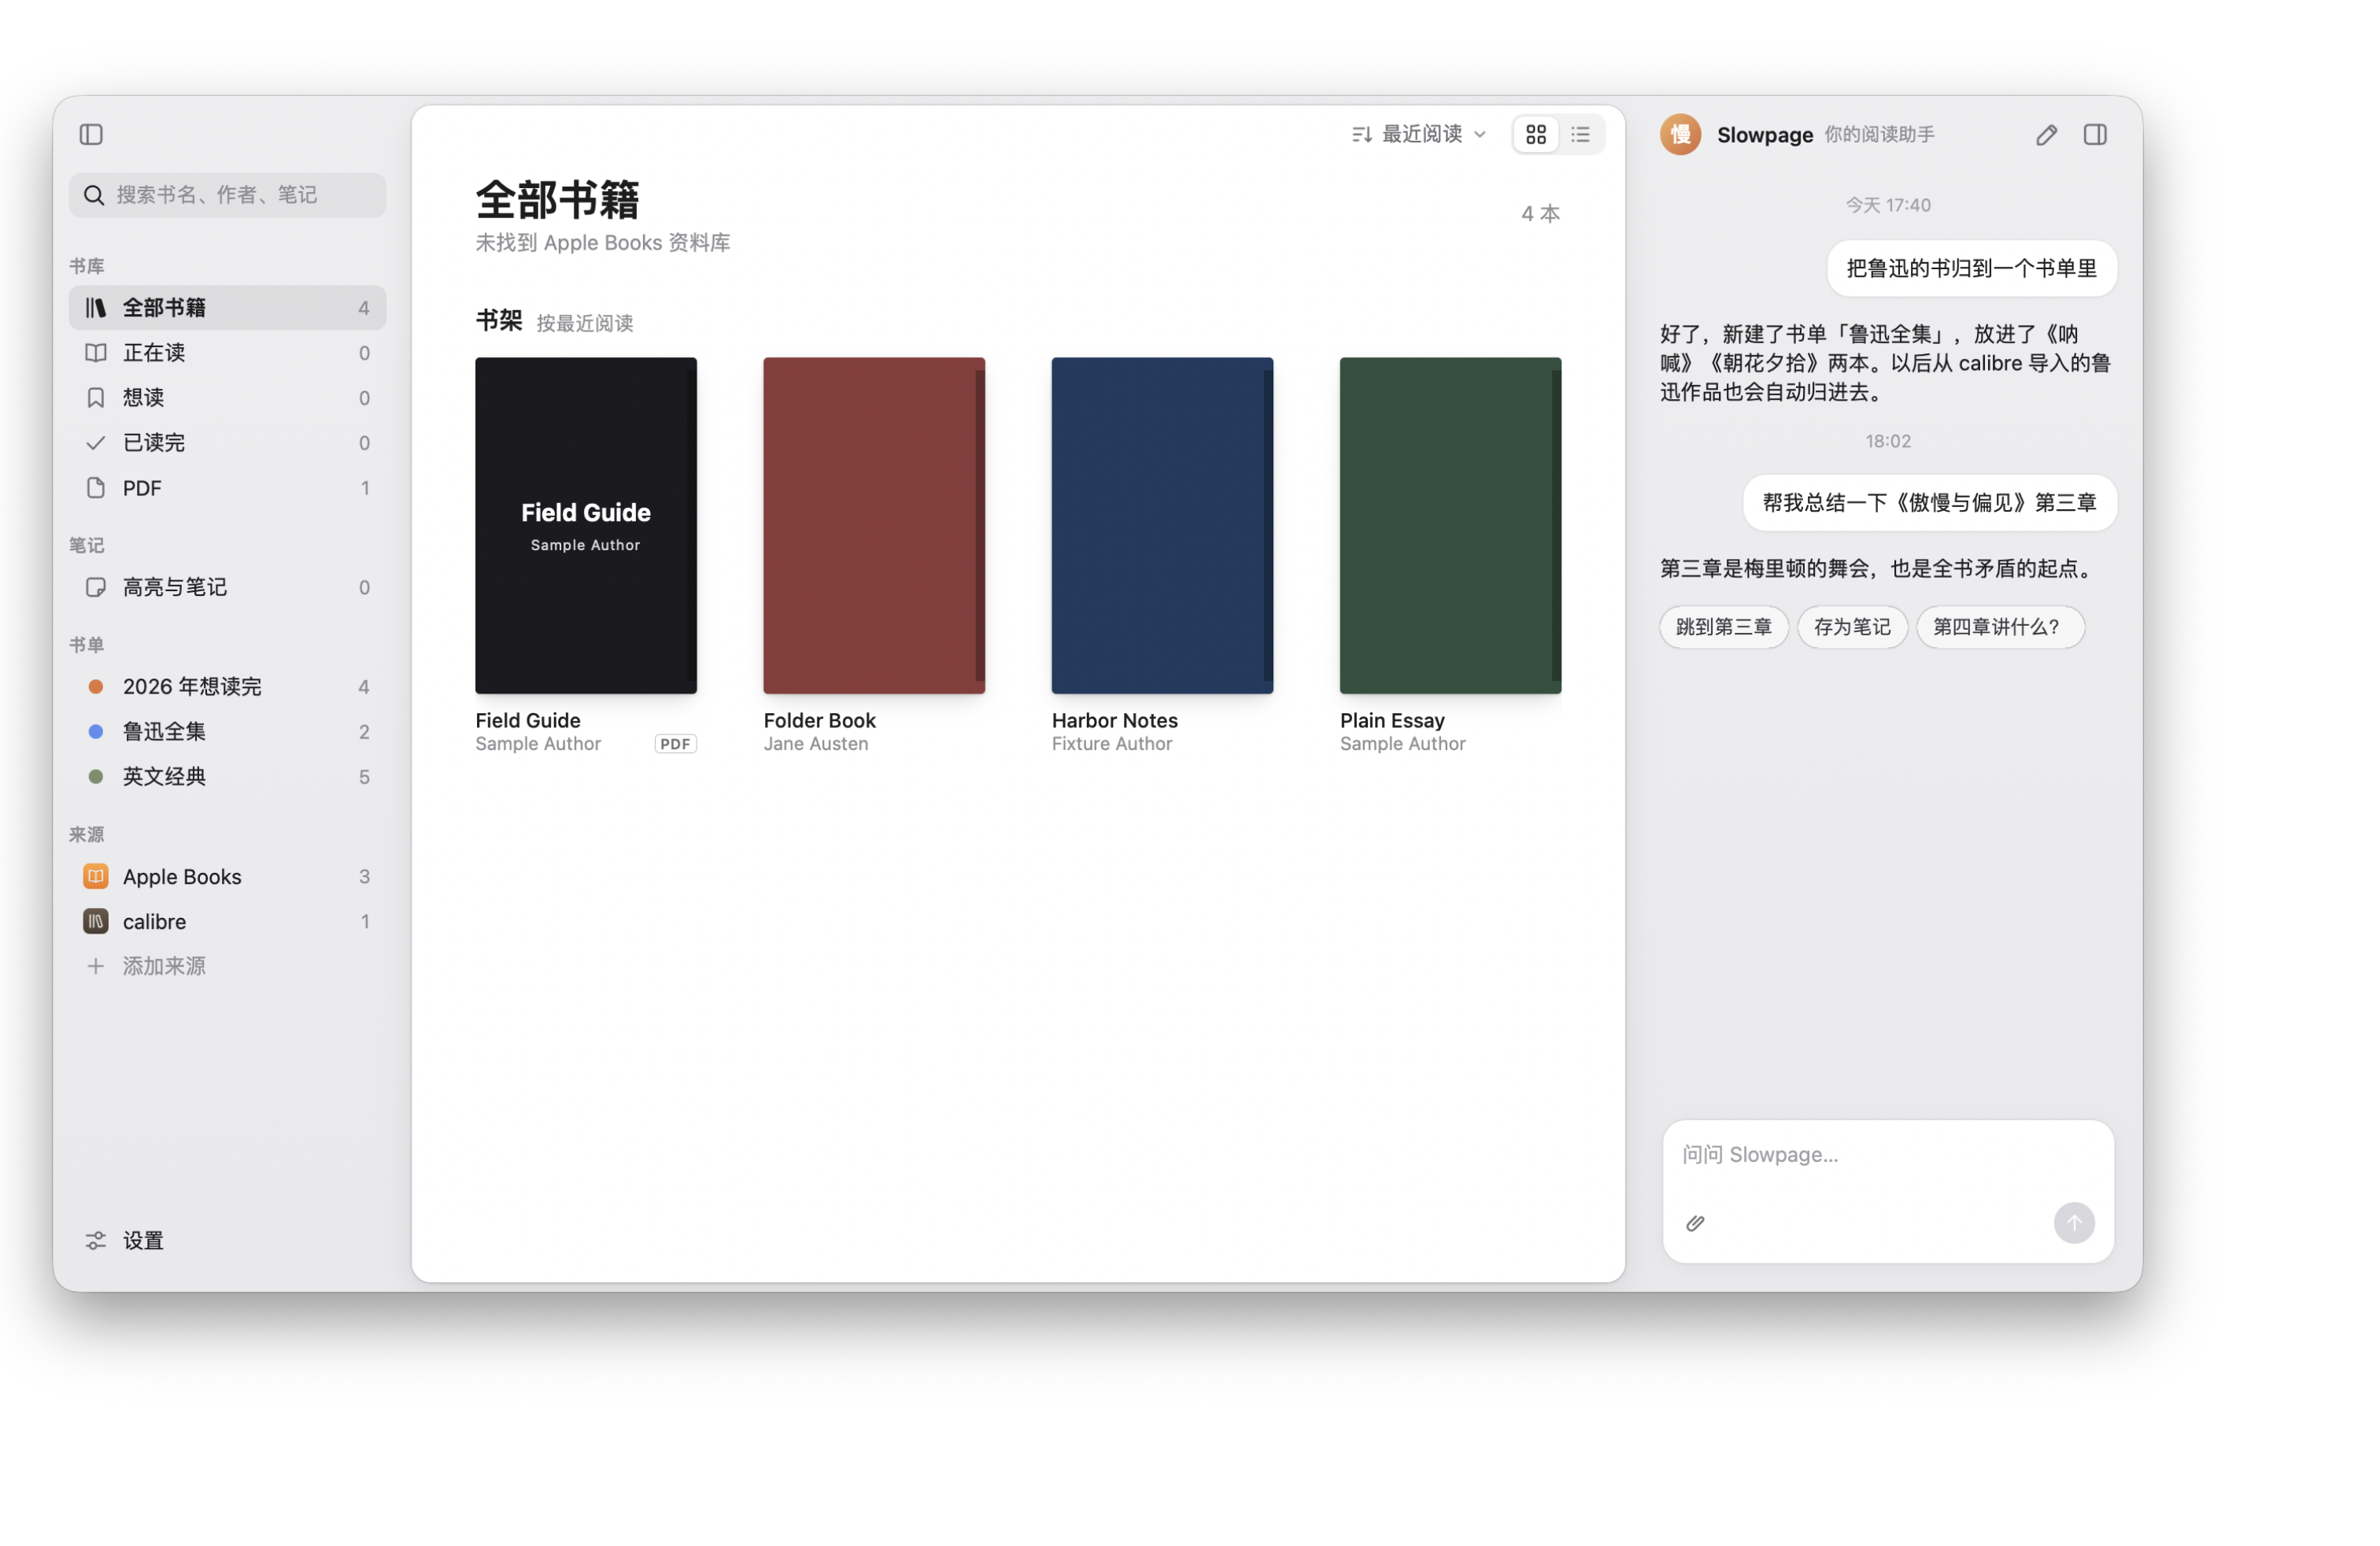 搜索书名、作者、笔记
书库
全部书籍 4
正在读 0
想读 0
已读完 0
PDF 1
笔记
高亮与笔记 0
书单
2026 年想读完 4
鲁迅全集 2
英文经典 5
来源
Apple Books 3
calibre 1
添加来源
设置
最近阅读
全部书籍
4 本
未找到 Apple Books 资料库
书架 按最近阅读
Field Guide
Sample Author
Field Guide
Sample Author PDF
Folder Book
Jane Austen
Harbor Notes
Fixture Author
Plain Essay
Sample Author
慢 Slowpage 你的阅读助手
今天 17:40
把鲁迅的书归到一个书单里
好了，新建了书单「鲁迅全集」，放进了《呐
喊》《朝花夕拾》两本。以后从 calibre 导入的鲁
迅作品也会自动归进去。
18:02
帮我总结一下《傲慢与偏见》第三章
第三章是梅里顿的舞会，也是全书矛盾的起点。
跳到第三章 存为笔记 第四章讲什么？
问问 Slowpage...